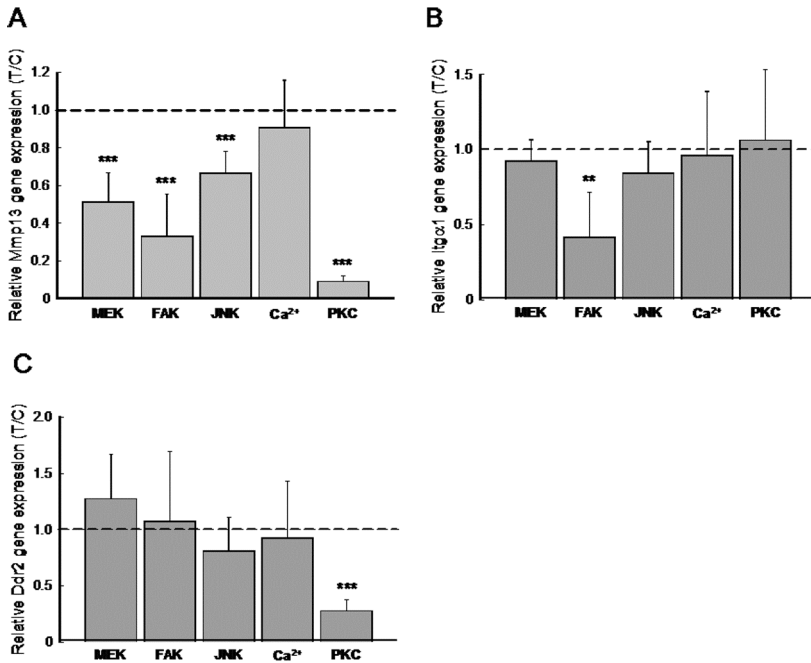 A
Relative Mmp13 gene expression (T/C)
1.2
1.0
0.8
0.6
0.4
0.2
0
***
***
***
***
MEK FAK JNK Ca²⁺ PKC
B
Relative Itgα1 gene expression (T/C)
1.5
1.0
0.5
0
**
MEK FAK JNK Ca²⁺ PKC
C
Relative Ddr2 gene expression (T/C)
2.0
1.5
1.0
0.5
0
***
MEK FAK JNK Ca²⁺ PKC